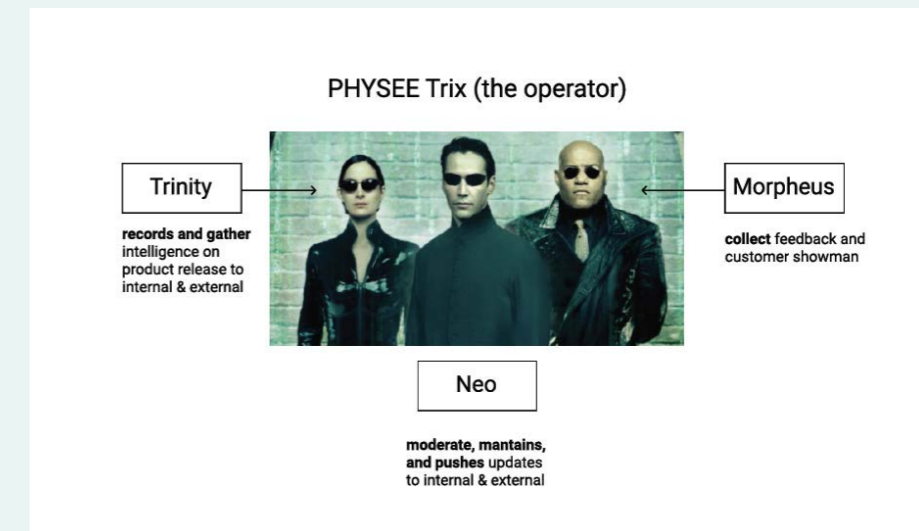 PHYSEE Trix (the operator)
Trinity
records and gather
intelligence on
product release to
internal & external
Morpheus
collect feedback and
customer showman
Neo
moderate, mantains,
and pushes updates
to internal & external